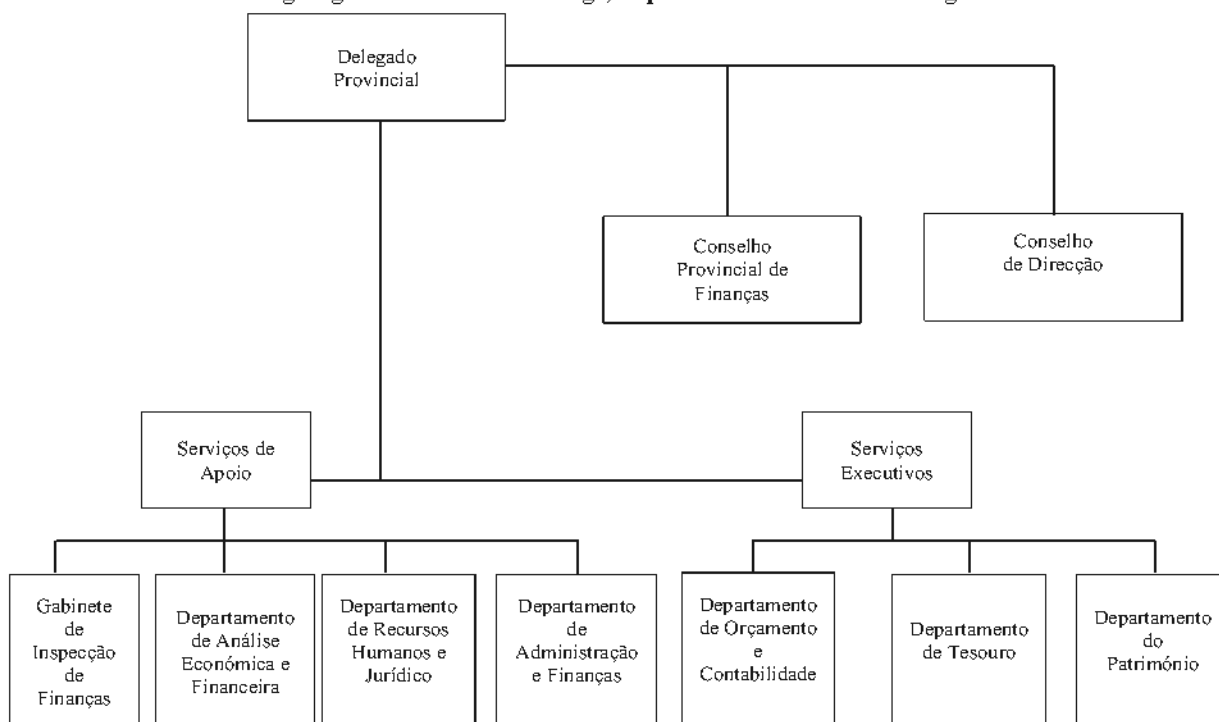 Delegado
Provincial
Conselho
Provincial de
Finanças
Conselho
de Direcção
Serviços de
Apoio
Serviços
Executivos
Gabinete
de
Inspecção
de
Finanças
Departamento
de Análise
Económica e
Financeira
Departamento
de Recursos
Humanos e
Jurídico
Departamento
de
Administração
e Finanças
Departamento
de Orçamento
e
Contabilidade
Departamento
de Tesouro
Departamento
do
Património